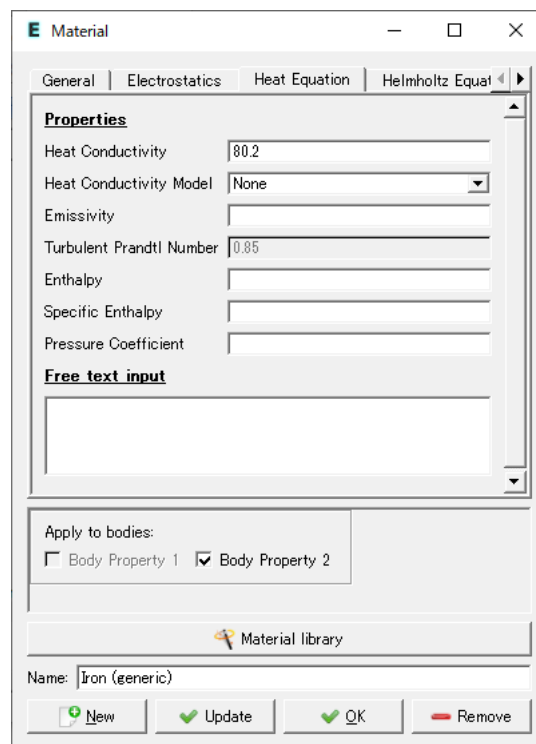 E Material
General Electrostatics Heat Equation Helmholtz Equat
Properties
Heat Conductivity 80.2
Heat Conductivity Model None
Emissivity
Turbulent Prandtl Number 0.85
Enthalpy
Specific Enthalpy
Pressure Coefficient
Free text input
Apply to bodies:
Body Property 1 Body Property 2
Material library
Name: Iron (generic)
New Update OK Remove